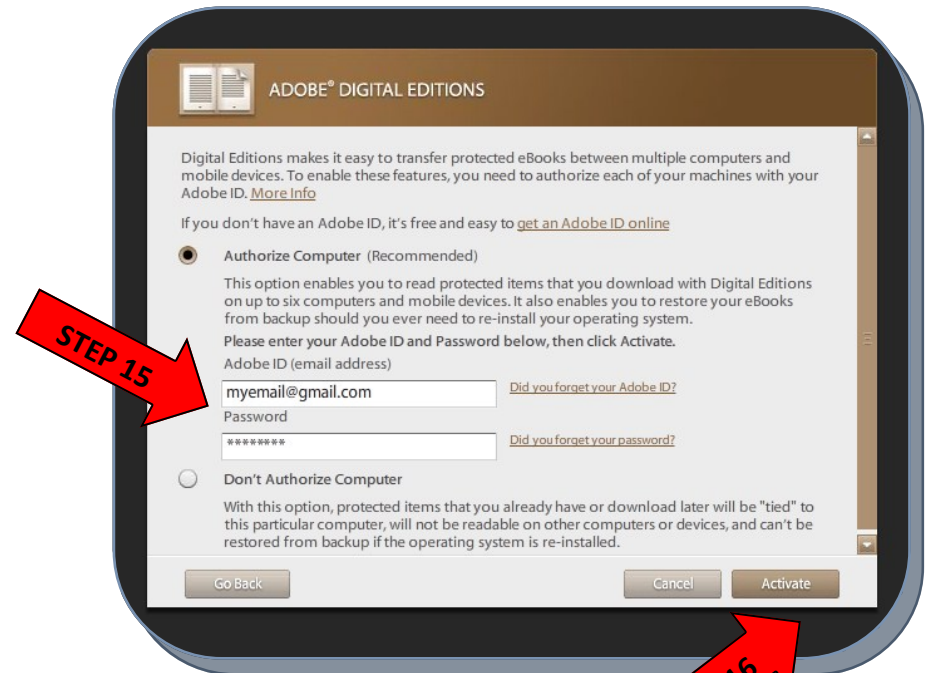 ADOBE® DIGITAL EDITIONS
Digital Editions makes it easy to transfer protected eBooks between multiple computers and
mobile devices. To enable these features, you need to authorize each of your machines with your
Adobe ID. More Info
If you don't have an Adobe ID, it's free and easy to get an Adobe ID online
Authorize Computer (Recommended)
This option enables you to read protected items that you download with Digital Editions
on up to six computers and mobile devices. It also enables you to restore your eBooks
from backup should you ever need to re-install your operating system.
Please enter your Adobe ID and Password below, then click Activate.
Adobe ID (email address)
STEP 15
myemail@gmail.com Did you forget your Adobe ID?
Password
******** Did you forget your password?
Don't Authorize Computer
With this option, protected items that you already have or download later will be "tied" to
this particular computer, will not be readable on other computers or devices, and can't be
restored from backup if the operating system is re-installed.
Go Back Cancel Activate
16